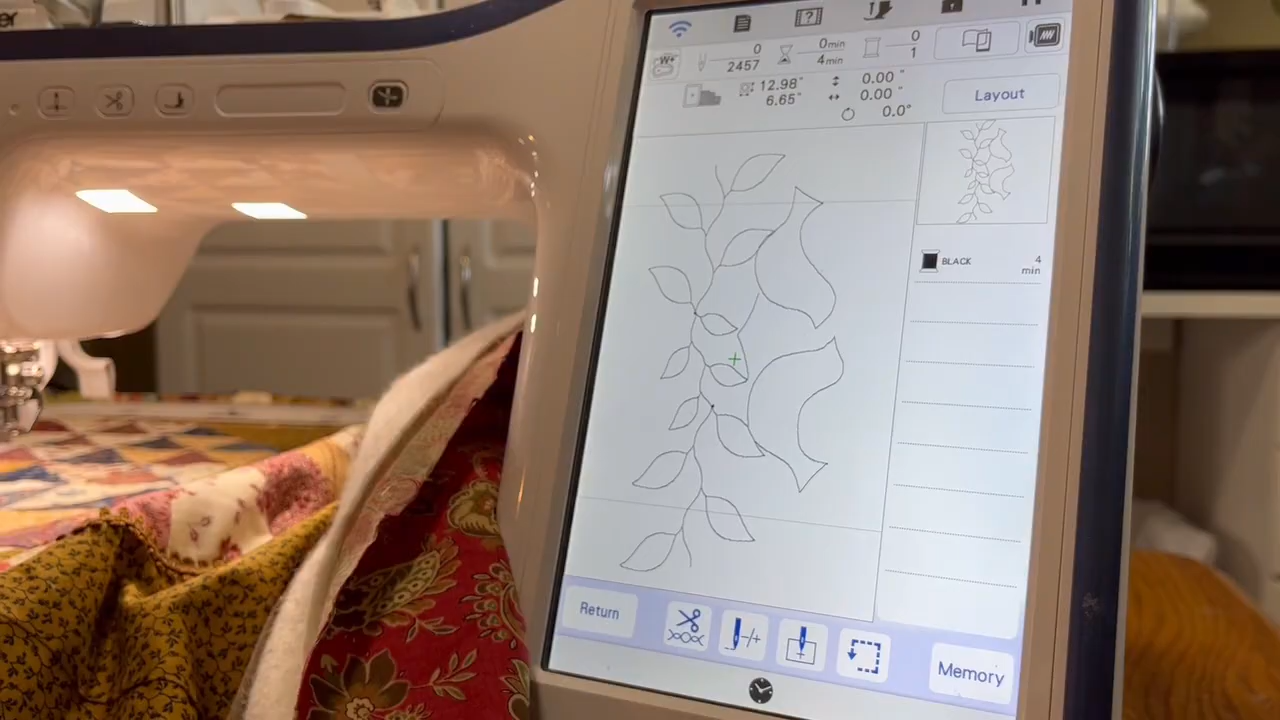 er
W+
0
2457
0min
4min
0
1
12.98"
6.65"
0.00 "
0.00 "
0.0°
Layout
BLACK
4
min
Return
-/+
Memory